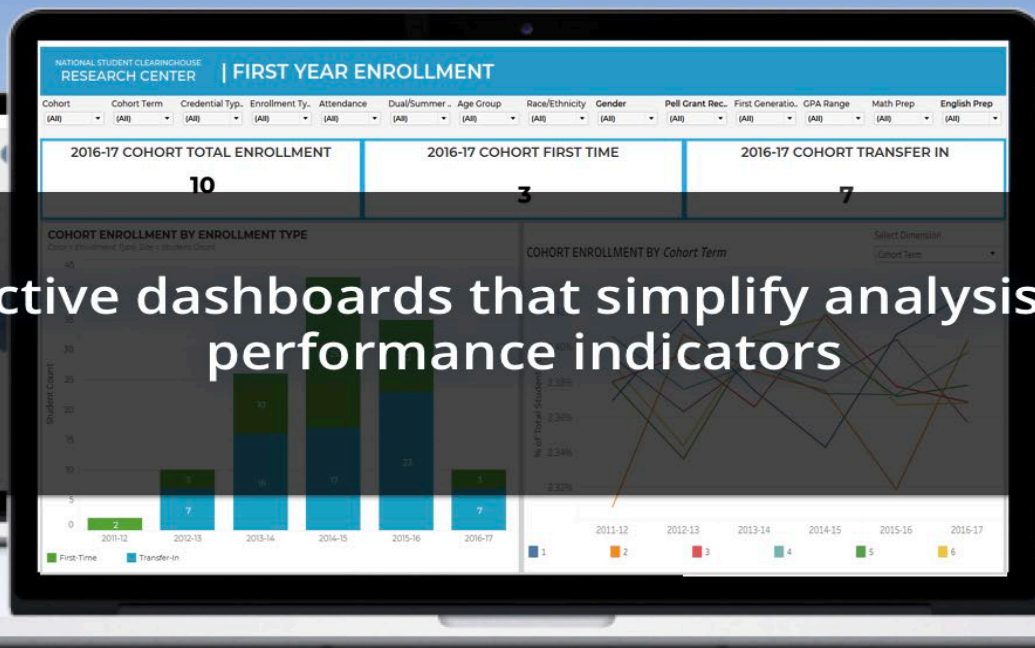 NATIONAL STUDENT CLEARINGHOUSE
RESEARCH CENTER | FIRST YEAR ENROLLMENT
Cohort Cohort Term Credential Typ.. Enrollment Ty.. Attendance Dual/Summer .. Age Group Race/Ethnicity Gender Pell Grant Rec.. First Generatio.. GPA Range Math Prep English Prep
(All) (All) (All) (All) (All) (All) (All) (All) (All) (All) (All) (All) (All) (All)
2016-17 COHORT TOTAL ENROLLMENT 2016-17 COHORT FIRST TIME 2016-17 COHORT TRANSFER IN
10 3 7
COHORT ENROLLMENT BY ENROLLMENT TYPE
Select Dimension
COHORT ENROLLMENT BY Cohort Term
Cohort Term
ctive dashboards that simplify analysis
performance indicators
Student Count
% of Total Student
30
25
20
15
10
5
0
2.38%
2.36%
2.34%
2.32%
10
16 17 23
3 3
7 7
2
2011-12 2012-13 2013-14 2014-15 2015-16 2016-17
2011-12 2012-13 2013-14 2014-15 2015-16 2016-17
First-Time Transfer-In
1 2 3 4 5 6